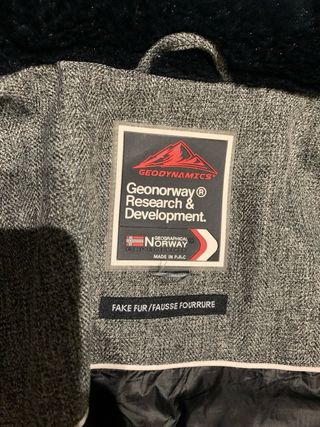 GEODYNAMICS
Geonorway®
Research &
Development.
GEOGRAPHICAL
NORWAY
MADE IN P.R.C
FAKE FUR/FAUSSE FOURRURE